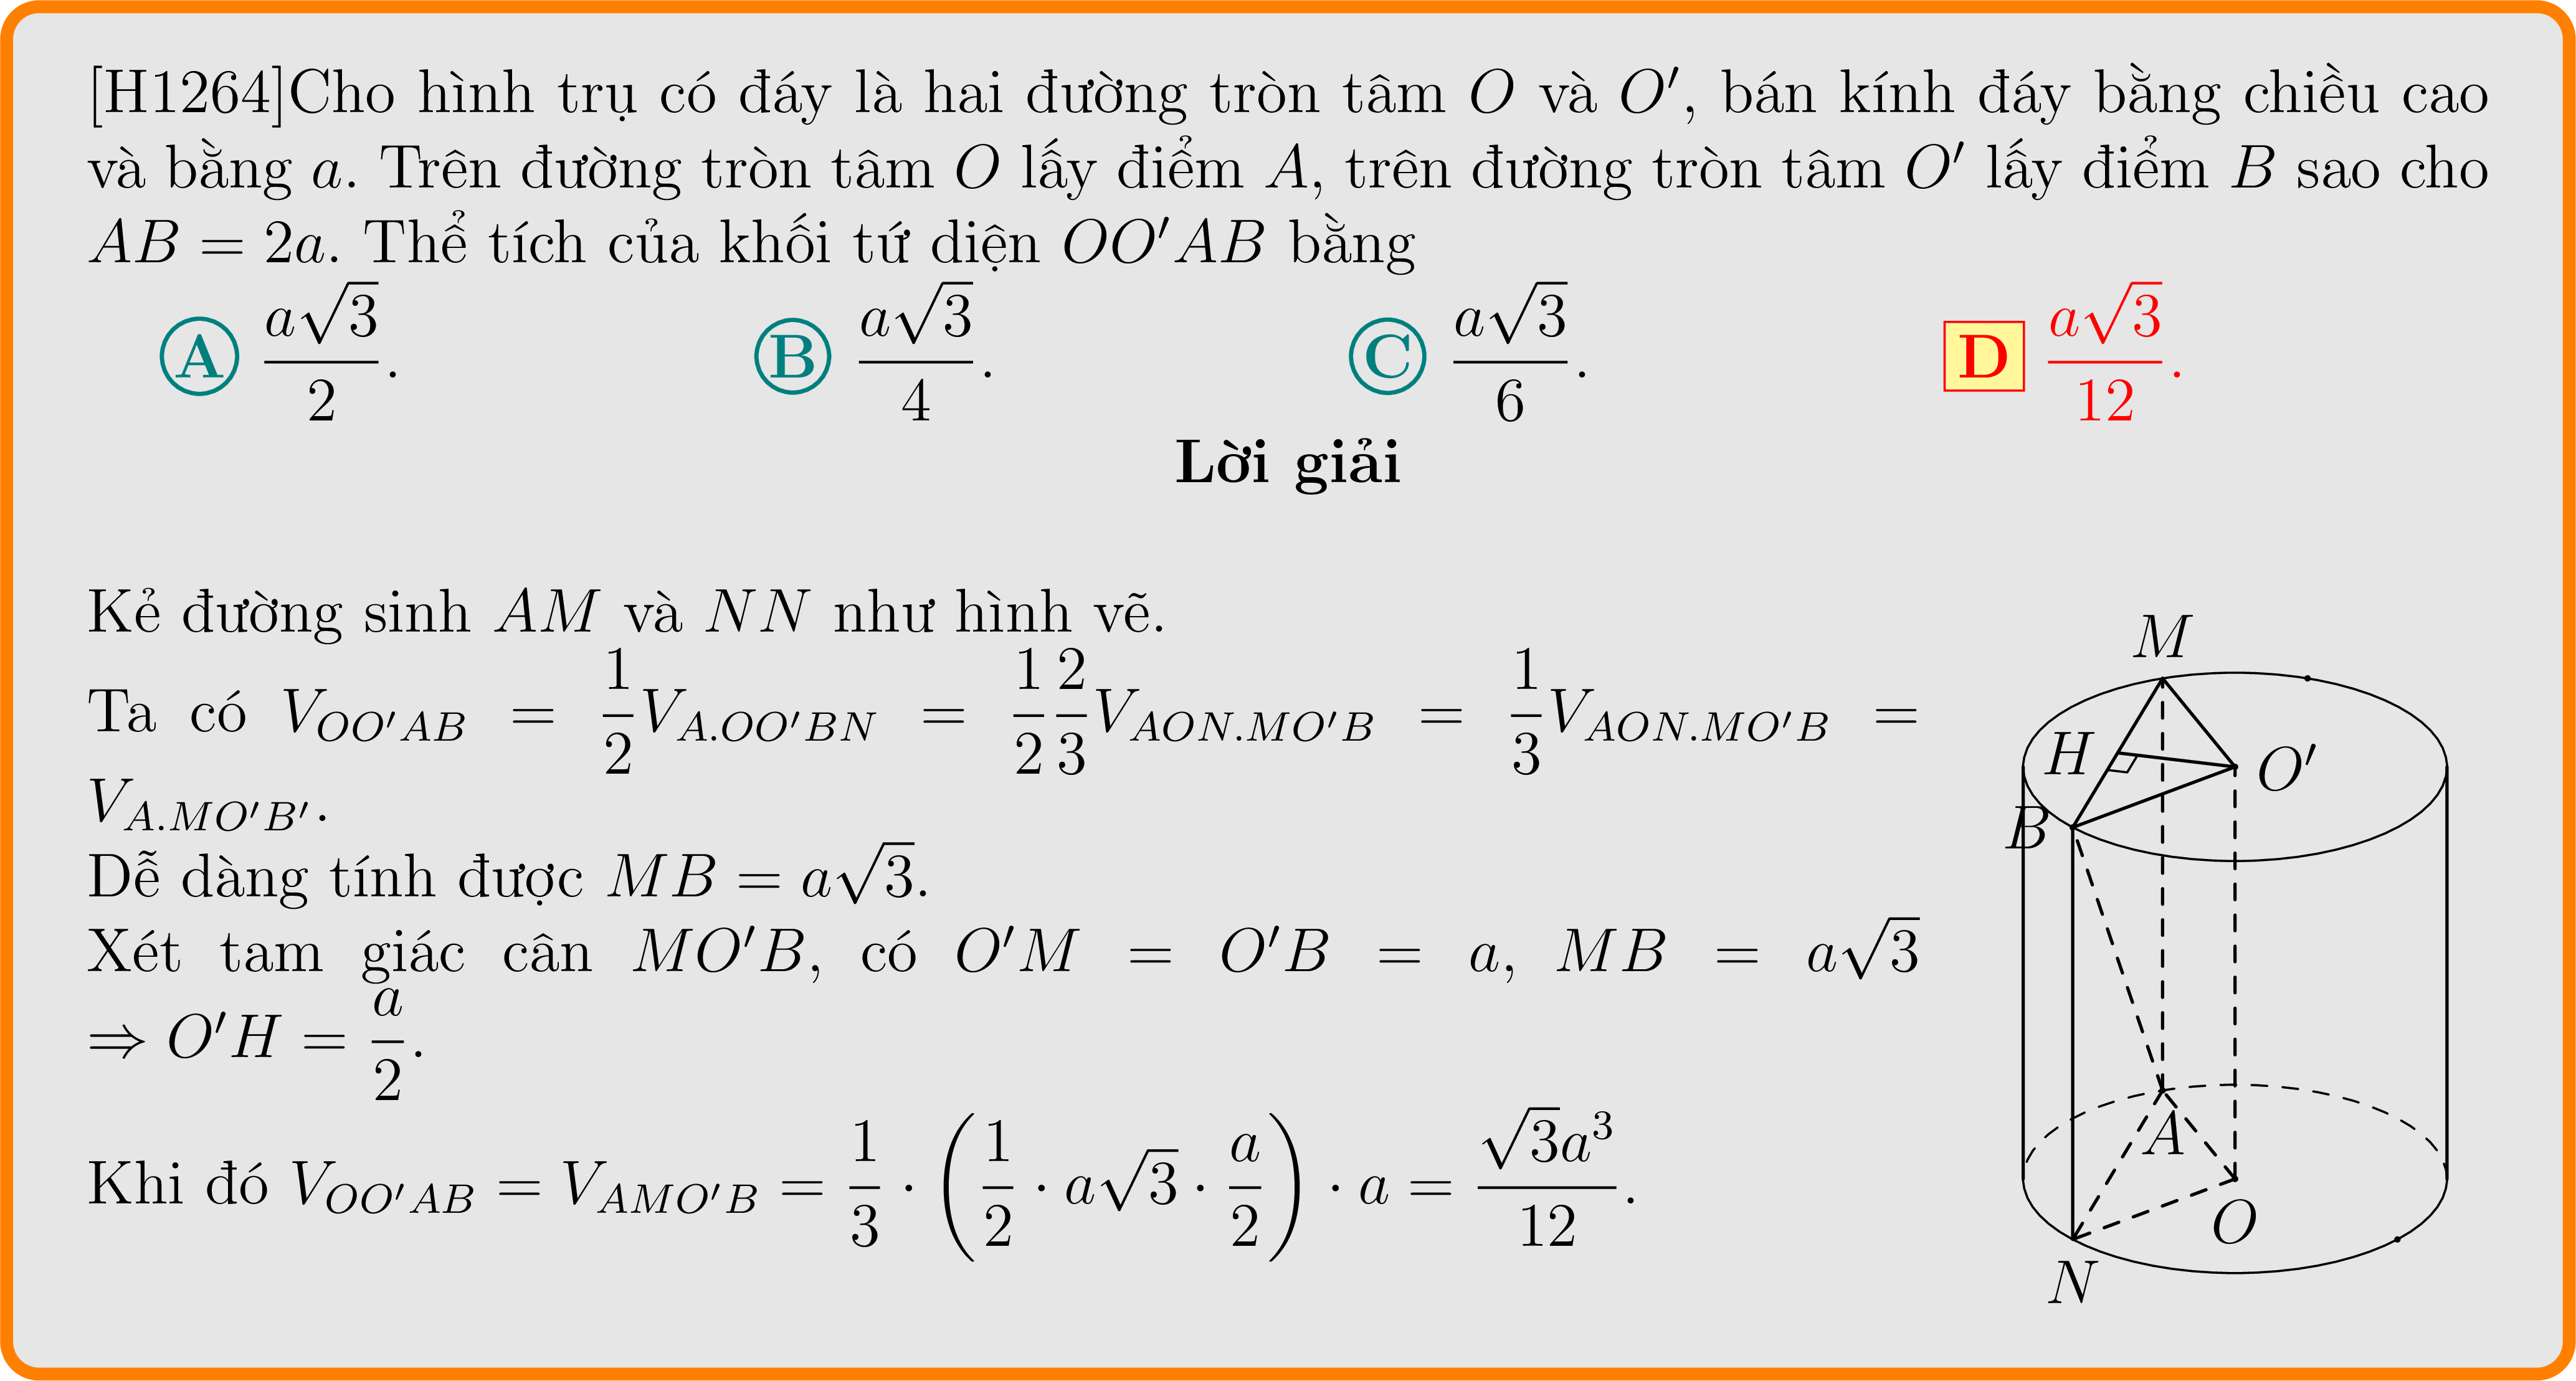 [H1264]Cho hình trụ có đáy là hai đường tròn tâm O và O′, bán kính đáy bằng chiều cao
và bằng a. Trên đường tròn tâm O lấy điểm A, trên đường tròn tâm O′ lấy điểm B sao cho
AB = 2a. Thể tích của khối tứ diện OO′AB bằng
A \frac{a\sqrt{3}}{2}. B \frac{a\sqrt{3}}{4}. C \frac{a\sqrt{3}}{6}. D \frac{a\sqrt{3}}{12}.
Lời giải
Kẻ đường sinh AM và NN như hình vẽ.
Ta có V_{OO′AB} = \frac{1}{2}V_{A.OO′BN} = \frac{1}{2}\frac{2}{3}V_{AON.MO′B} = \frac{1}{3}V_{AON.MO′B} =
V_{A.MO′B′}.
Dễ dàng tính được MB = a\sqrt{3}.
Xét tam giác cân MO′B, có O′M = O′B = a, MB = a\sqrt{3}
⇒ O′H = \frac{a}{2}.
Khi đó V_{OO′AB} = V_{AMO′B} = \frac{1}{3} · \left(\frac{1}{2} · a\sqrt{3} · \frac{a}{2}\right) · a = \frac{\sqrt{3}a^3}{12}.
M
H
O′
B
A
O
N